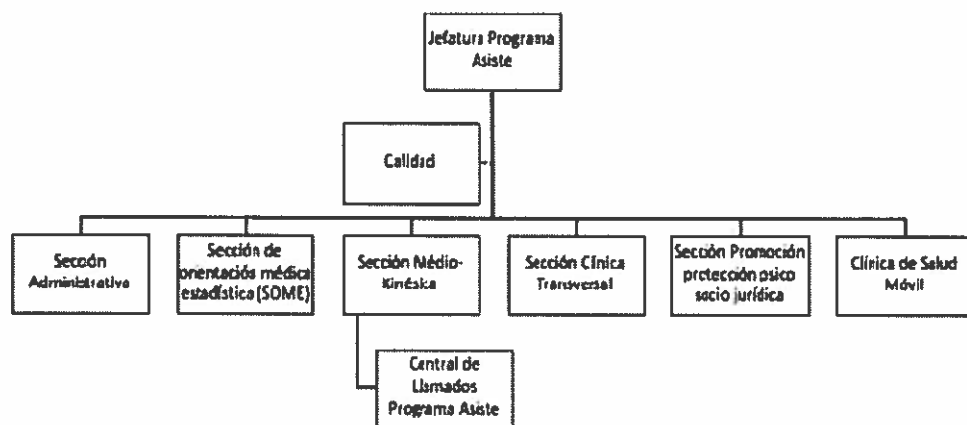 Jefatura Programa
Asiste
Calidad
Sección
Administrativa
Sección de
orientación médica
estadística (SOME)
Sección Médio-
Kinésica
Sección Clínica
Transversal
Sección Promoción
protección psico
socio jurídica
Clínica de Salud
Móvil
Central de
Llamados
Programa Asiste